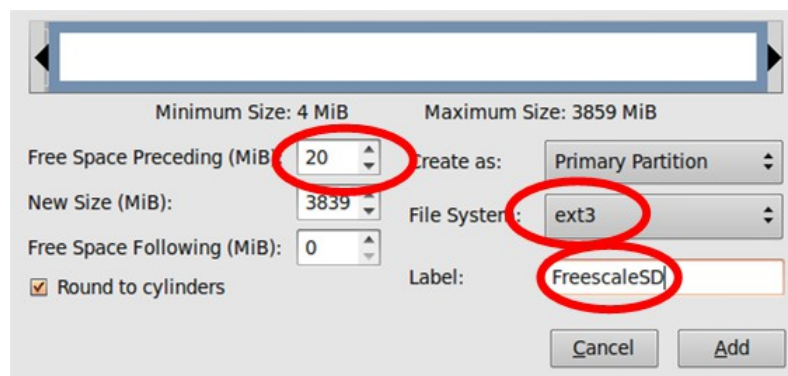 Minimum Size: 4 MiB Maximum Size: 3859 MiB
Free Space Preceding (MiB): 20 Create as: Primary Partition
New Size (MiB): 3839 File System: ext3
Free Space Following (MiB): 0
Round to cylinders Label: FreescaleSD
Cancel Add